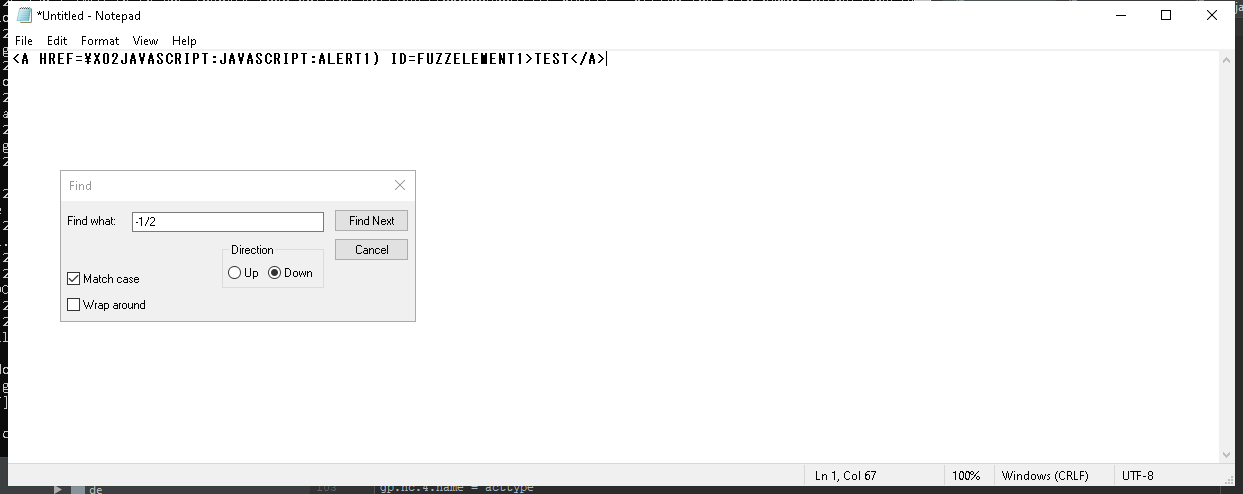 *Untitled - Notepad
File Edit Format View Help
<A HREF=¥X02JAVASCRIPT:JAVASCRIPT:ALERT1) ID=FUZZELEMENT1>TEST</A>
Find
Find what: -1/2 Find Next
Cancel
Direction
Up Down
Match case
Wrap around
Ln 1, Col 67 100% Windows (CRLF) UTF-8
de
gp.nc.4.name = acttype